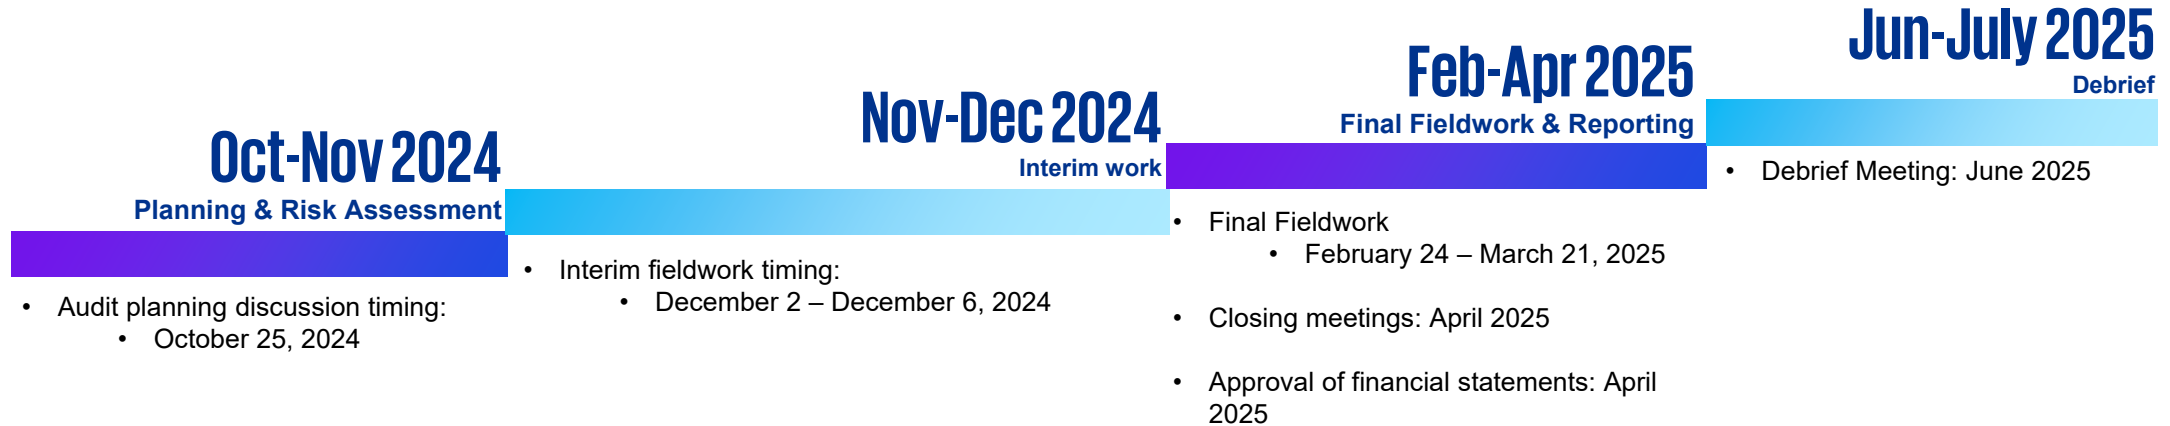 Oct-Nov 2024
Planning & Risk Assessment
• Audit planning discussion timing:
• October 25, 2024
Nov-Dec 2024
Interim work
• Interim fieldwork timing:
• December 2 – December 6, 2024
Feb-Apr 2025
Final Fieldwork & Reporting
• Final Fieldwork
• February 24 – March 21, 2025
• Closing meetings: April 2025
• Approval of financial statements: April
2025
Jun-July 2025
Debrief
• Debrief Meeting: June 2025